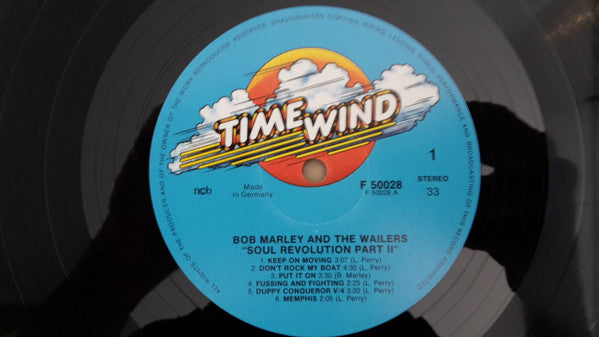 ALL RIGHTS OF THE PRODUCER AND OF THE OWNER OF THE WORK REPRODUCED RESERVED UNAUTHORISED COPYING, HIRING, LENDING, PUBLIC PERFORMANCE AND BROADCASTING OF THIS RECORD PROHIBITED
TIME WIND
1
ncb
Made
in Germany
F 50028
F 50028 A
STEREO
33
BOB MARLEY AND THE WAILERS
"SOUL REVOLUTION PART II"
1. KEEP ON MOVING 3:07 (L. Perry)
2. DON'T ROCK MY BOAT 4:30 (L. Perry)
3. PUT IT ON 3:30 (B. Marley)
4. FUSSING AND FIGHTING 2:25 (L. Perry)
5. DUPPY CONQUEROR V/4 3:20 (L. Perry)
6. MEMPHIS 2:05 (L. Perry)